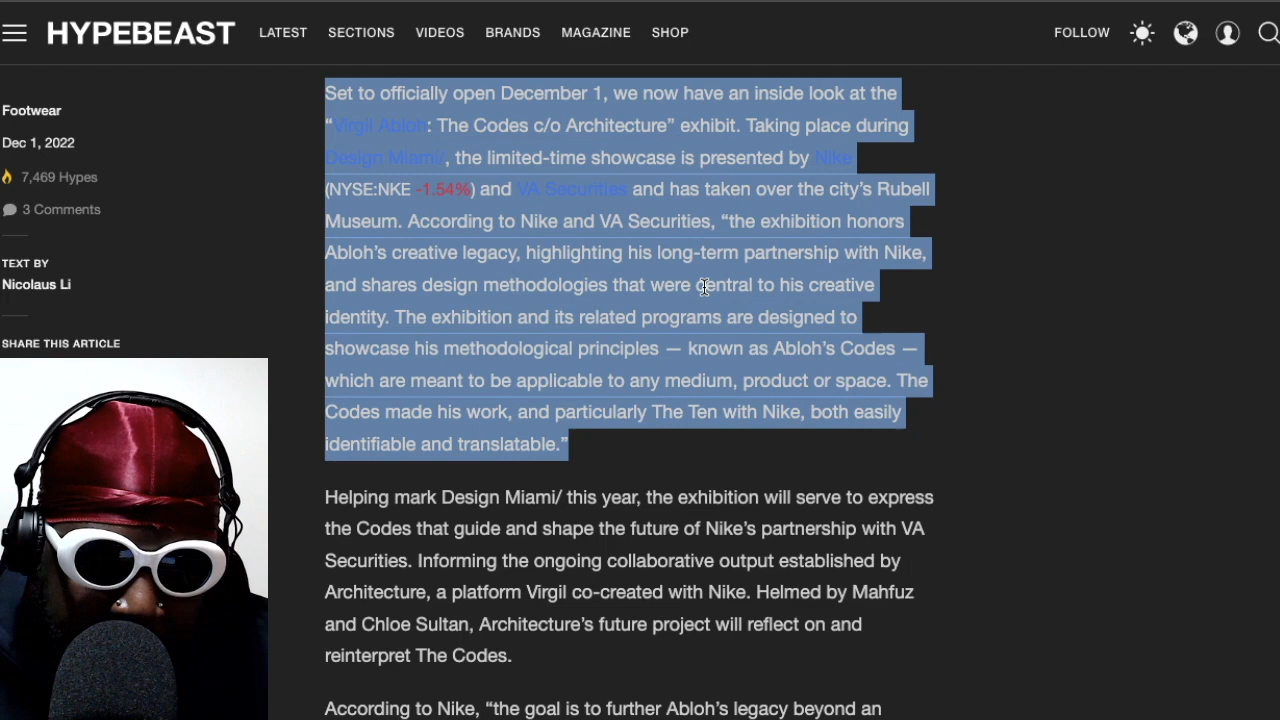 HYPEBEAST LATEST SECTIONS VIDEOS BRANDS MAGAZINE SHOP FOLLOW
Footwear
Dec 1, 2022
7,469 Hypes
3 Comments
TEXT BY
Nicolaus Li
SHARE THIS ARTICLE
Set to officially open December 1, we now have an inside look at the
“Virgil Abloh: The Codes c/o Architecture” exhibit. Taking place during
Design Miami/, the limited-time showcase is presented by Nike
(NYSE:NKE -1.54%) and VA Securities and has taken over the city’s Rubell
Museum. According to Nike and VA Securities, “the exhibition honors
Abloh’s creative legacy, highlighting his long-term partnership with Nike,
and shares design methodologies that were central to his creative
identity. The exhibition and its related programs are designed to
showcase his methodological principles — known as Abloh’s Codes —
which are meant to be applicable to any medium, product or space. The
Codes made his work, and particularly The Ten with Nike, both easily
identifiable and translatable.”
Helping mark Design Miami/ this year, the exhibition will serve to express
the Codes that guide and shape the future of Nike’s partnership with VA
Securities. Informing the ongoing collaborative output established by
Architecture, a platform Virgil co-created with Nike. Helmed by Mahfuz
and Chloe Sultan, Architecture’s future project will reflect on and
reinterpret The Codes.
According to Nike, “the goal is to further Abloh’s legacy beyond an